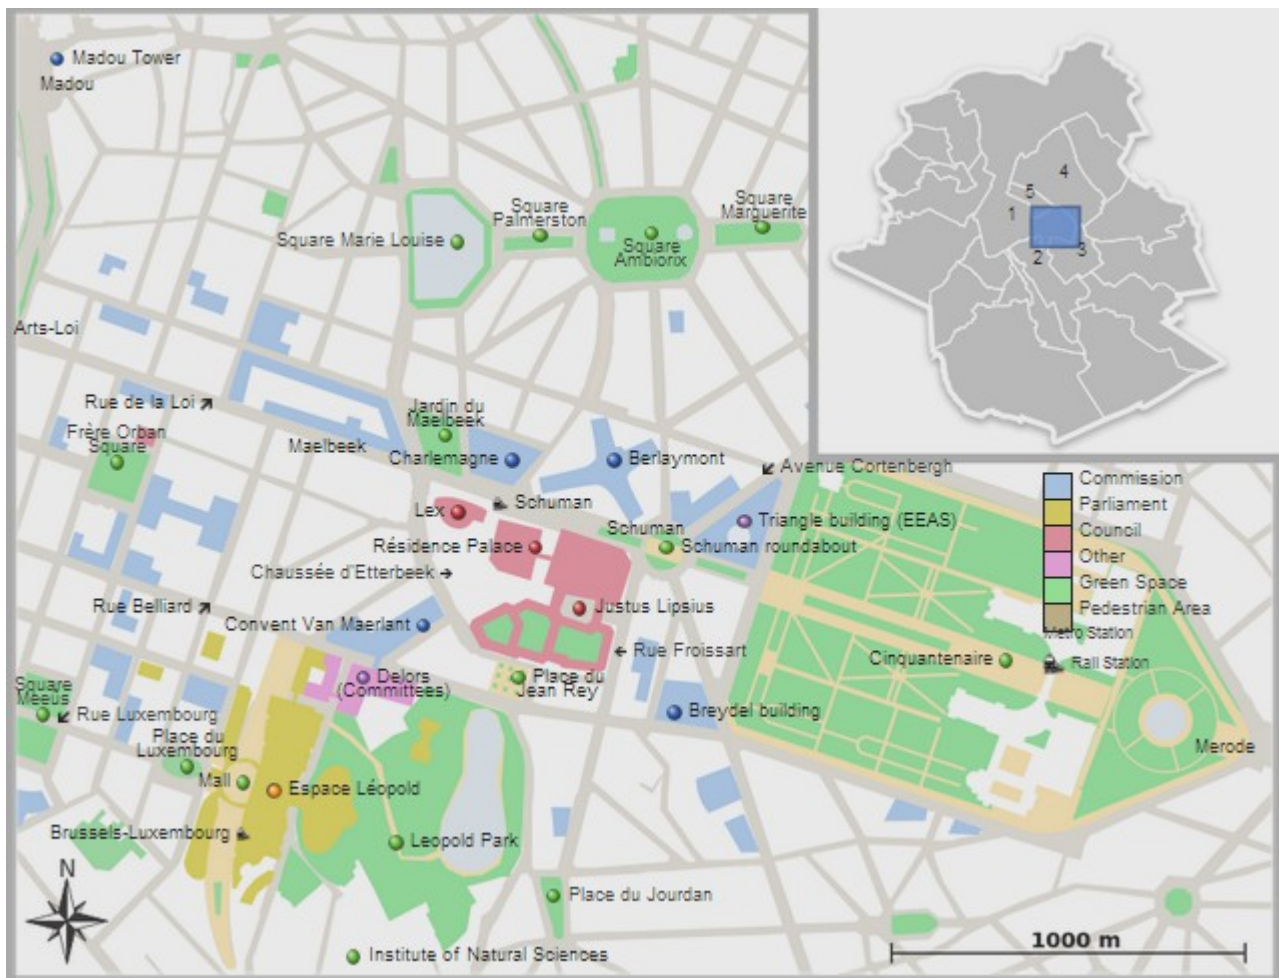 Madou Tower
Madou
4
5
1
2
3
Square
Palmerston
Square
Marguerite
Square Marie Louise
Square
Ambiorix
Arts-Loi
Rue de la Loi
Jardin du
Maelbeek
Frère Orban
Square
Maelbeek
Charlemagne
Berlaymont
Avenue Cortenbergh
Commission
Parliament
Council
Other
Green Space
Pedestrian Area
Metro Station
Rail Station
Lex
Schuman
Schuman
Triangle building (EEAS)
Résidence Palace
Schuman roundabout
Chaussée d'Etterbeek
Rue Belliard
Justus Lipsius
Convent Van Maerlant
Rue Froissart
Cinquantenaire
Delors
(Committees)
Place du
Jean Rey
Square
Meeûs
Rue Luxembourg
Breydel building
Place du
Luxembourg
Merode
Mall
Espace Léopold
Brussels-Luxembourg
Leopold Park
N
Place du Jourdan
Institute of Natural Sciences
1000 m